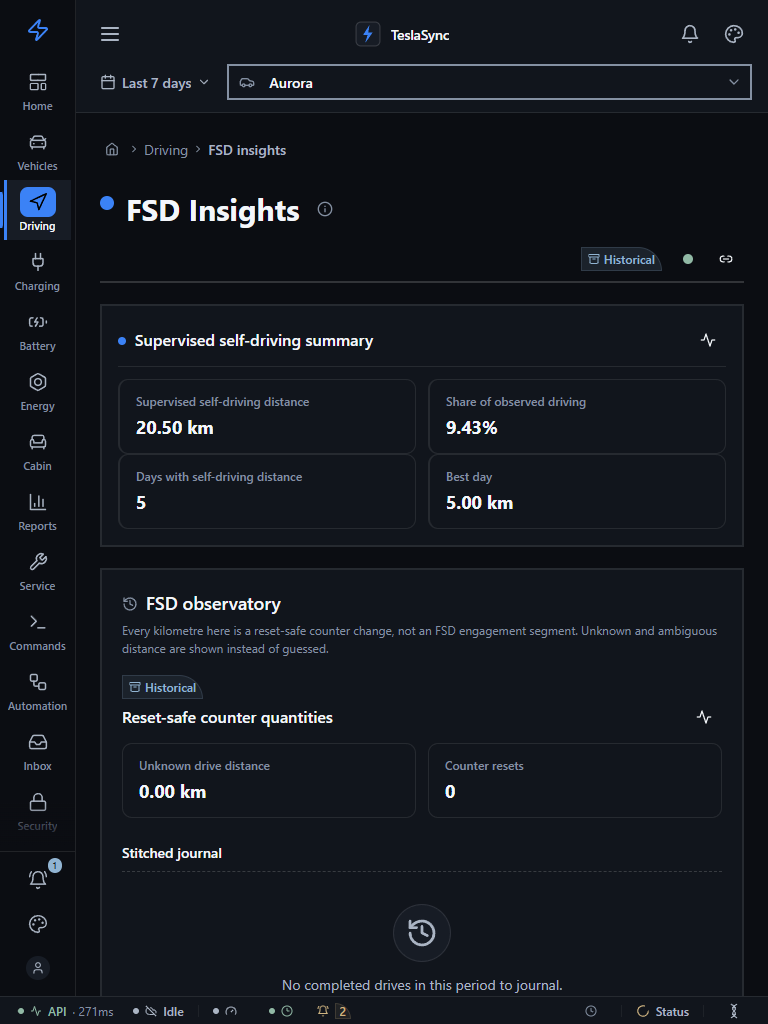 TeslaSync
Last 7 days
Aurora
Home
Vehicles
Driving
Charging
Battery
Energy
Cabin
Reports
Service
Commands
Automation
Inbox
Security
1
Driving
FSD insights
FSD Insights
Historical
Supervised self-driving summary
Supervised self-driving distance
20.50 km
Share of observed driving
9.43%
Days with self-driving distance
5
Best day
5.00 km
FSD observatory
Every kilometre here is a reset-safe counter change, not an FSD engagement segment. Unknown and ambiguous
distance are shown instead of guessed.
Historical
Reset-safe counter quantities
Unknown drive distance
0.00 km
Counter resets
0
Stitched journal
No completed drives in this period to journal.
API · 271ms
Idle
2
Status